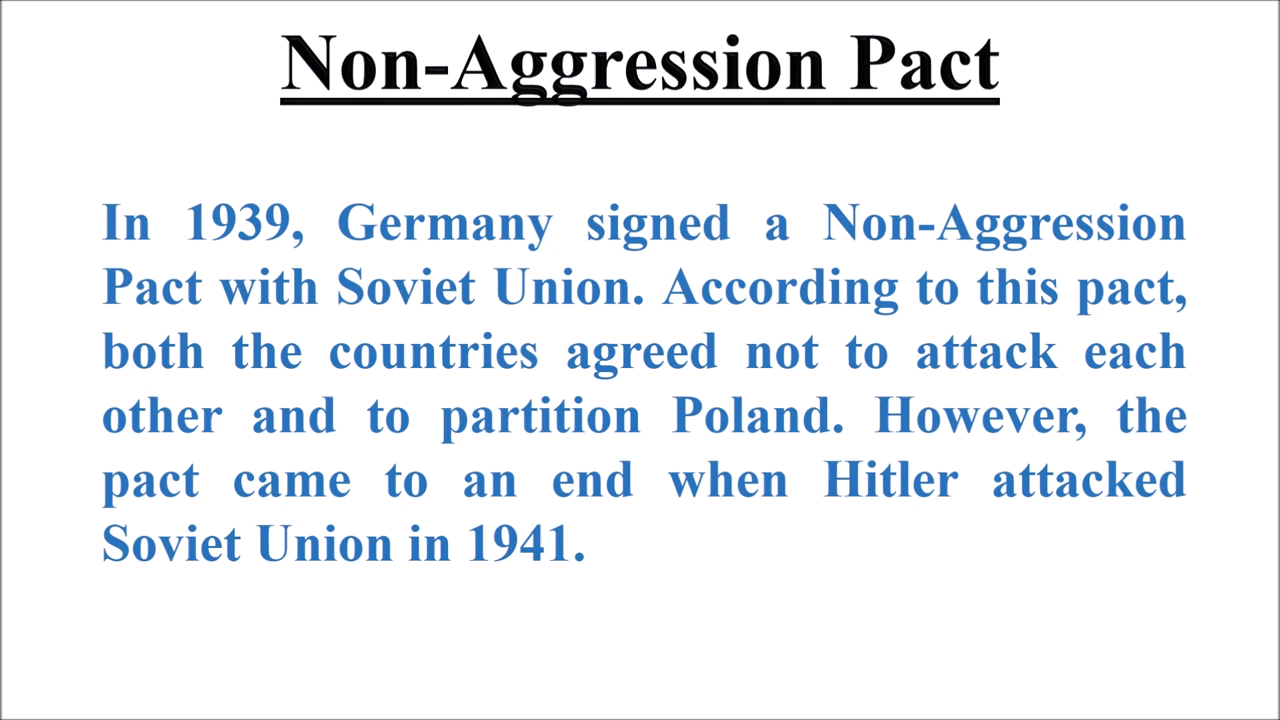 Non-Aggression Pact
In 1939, Germany signed a Non-Aggression
Pact with Soviet Union. According to this pact,
both the countries agreed not to attack each
other and to partition Poland. However, the
pact came to an end when Hitler attacked
Soviet Union in 1941.